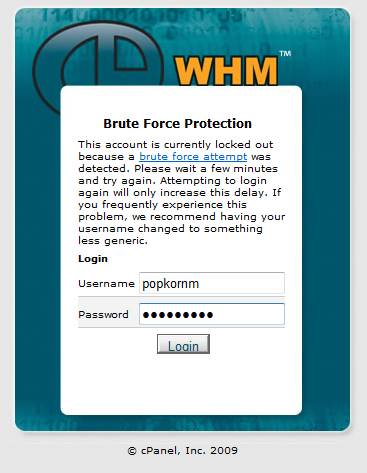 WHM™
Brute Force Protection
This account is currently locked out
because a brute force attempt was
detected. Please wait a few minutes
and try again. Attempting to login
again will only increase this delay. If
you frequently experience this
problem, we recommend having your
username changed to something
less generic.
Login
Username popkornm
Password ●●●●●●●●●
Login
© cPanel, Inc. 2009